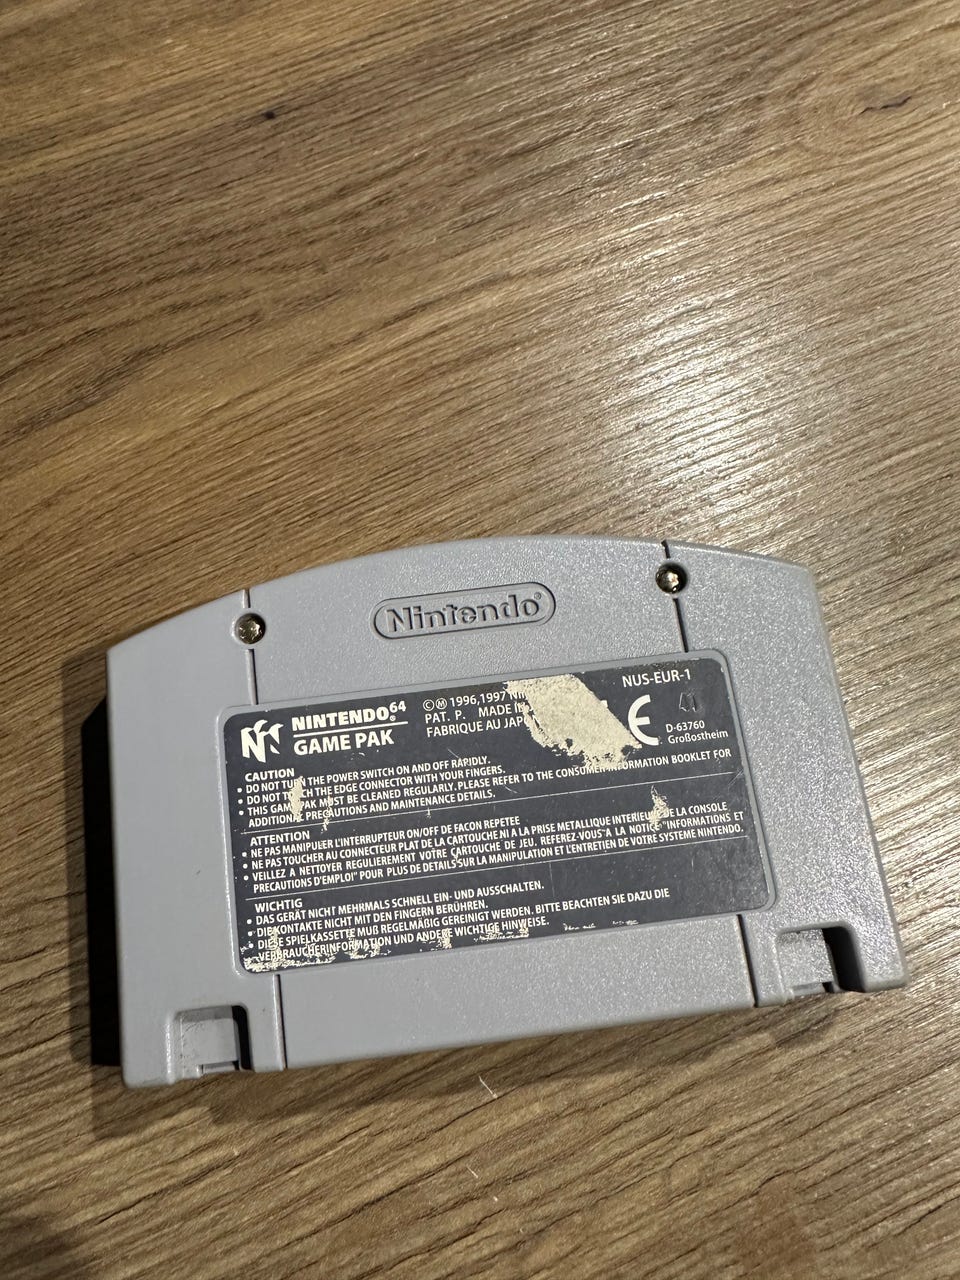 Nintendo®
NINTENDO64®
GAME PAK
©Ⓜ 1996,1997
PAT. P. MADE IN
FABRIQUE AU JAPON
NUS-EUR-1
CE
41
D-63760
Großostheim
CAUTION
• DO NOT TURN THE POWER SWITCH ON AND OFF RAPIDLY.
• DO NOT TOUCH THE EDGE CONNECTOR WITH YOUR FINGERS.
• THIS GAME PAK MUST BE CLEANED REGULARLY. PLEASE REFER TO THE CONSUMER INFORMATION BOOKLET FOR
ADDITIONAL PRECAUTIONS AND MAINTENANCE DETAILS.
ATTENTION
• NE PAS MANIPULER L'INTERRUPTEUR ON/OFF DE FACON REPETEE
• NE PAS TOUCHER AU CONNECTEUR PLAT DE LA CARTOUCHE NI A LA PRISE METALLIQUE INTERIEURE DE LA CONSOLE
• VEILLEZ A NETTOYER REGULIEREMENT VOTRE CARTOUCHE DE JEU. REFEREZ-VOUS "A LA NOTICE "INFORMATIONS ET
PRECAUTIONS D'EMPLOI" POUR PLUS DE DETAILS SUR LA MANIPULATION ET L'ENTRETIEN DE VOTRE SYSTEME NINTENDO.
WICHTIG
• DAS GERÄT NICHT MEHRMALS SCHNELL EIN- UND AUSSCHALTEN.
• DIE KONTAKTE NICHT MIT DEN FINGERN BERÜHREN.
• DIESE SPIELKASSETTE MUß REGELMÄßIG GEREINIGT WERDEN. BITTE BEACHTEN SIE DAZU DIE
VERBRAUCHERINFORMATION UND ANDERE WICHTIGE HINWEISE.